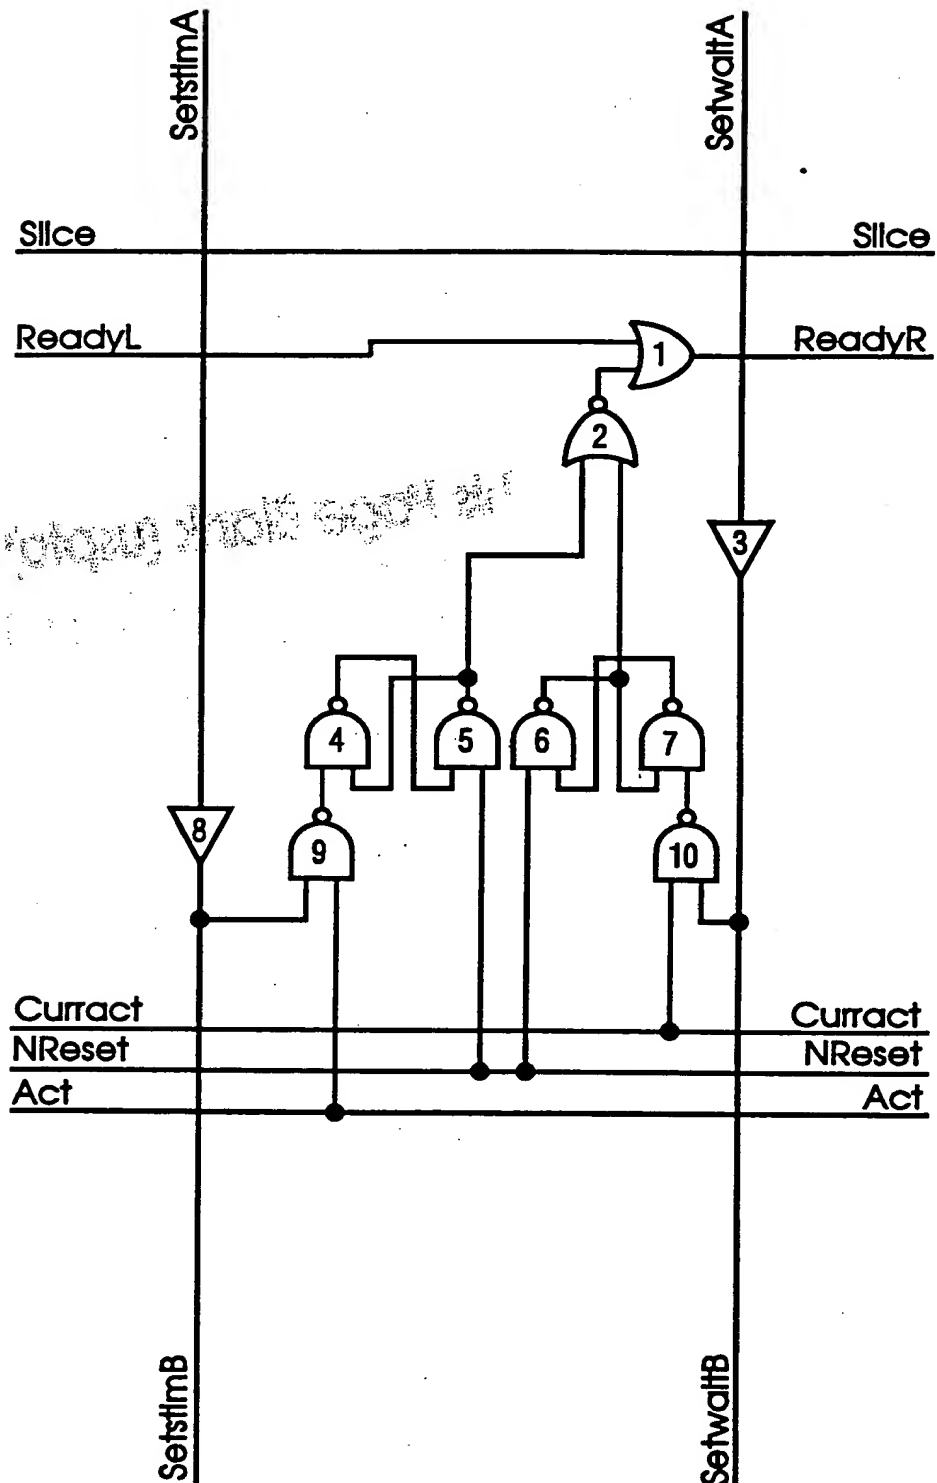 SetstimA
SetwaitA
Slice Slice
ReadyL ReadyR
1
2
3
4 5 6 7
8
9 10
Curract Curract
NReset NReset
Act Act
SetstimB
SetwaitB